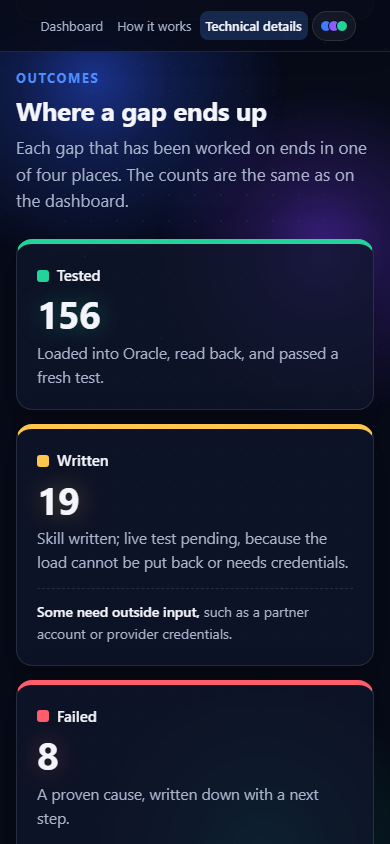 Dashboard How it works Technical details
OUTCOMES
Where a gap ends up
Each gap that has been worked on ends in one
of four places. The counts are the same as on
the dashboard.
Tested
156
Loaded into Oracle, read back, and passed a
fresh test.
Written
19
Skill written; live test pending, because the
load cannot be put back or needs credentials.
Some need outside input, such as a partner
account or provider credentials.
Failed
8
A proven cause, written down with a next
step.